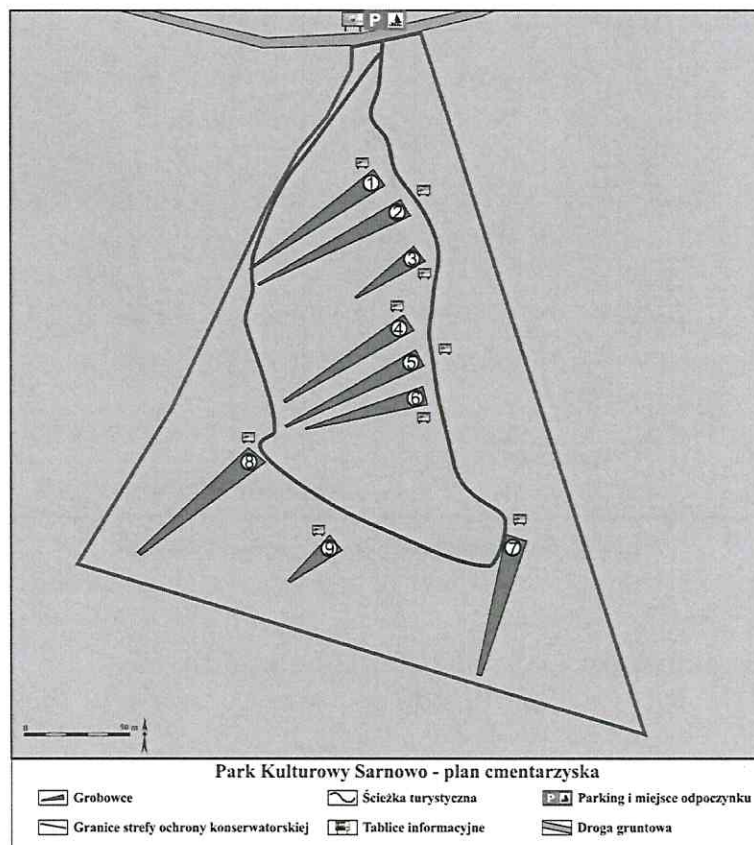 P
1
2
3
4
5
6
8
9
7
0 50 m
Park Kulturowy Sarnowo - plan cmentarzyska
Grobowce Ścieżka turystyczna P Parking i miejsce odpoczynku
Granice strefy ochrony konserwatorskiej Tablice informacyjne Droga gruntowa